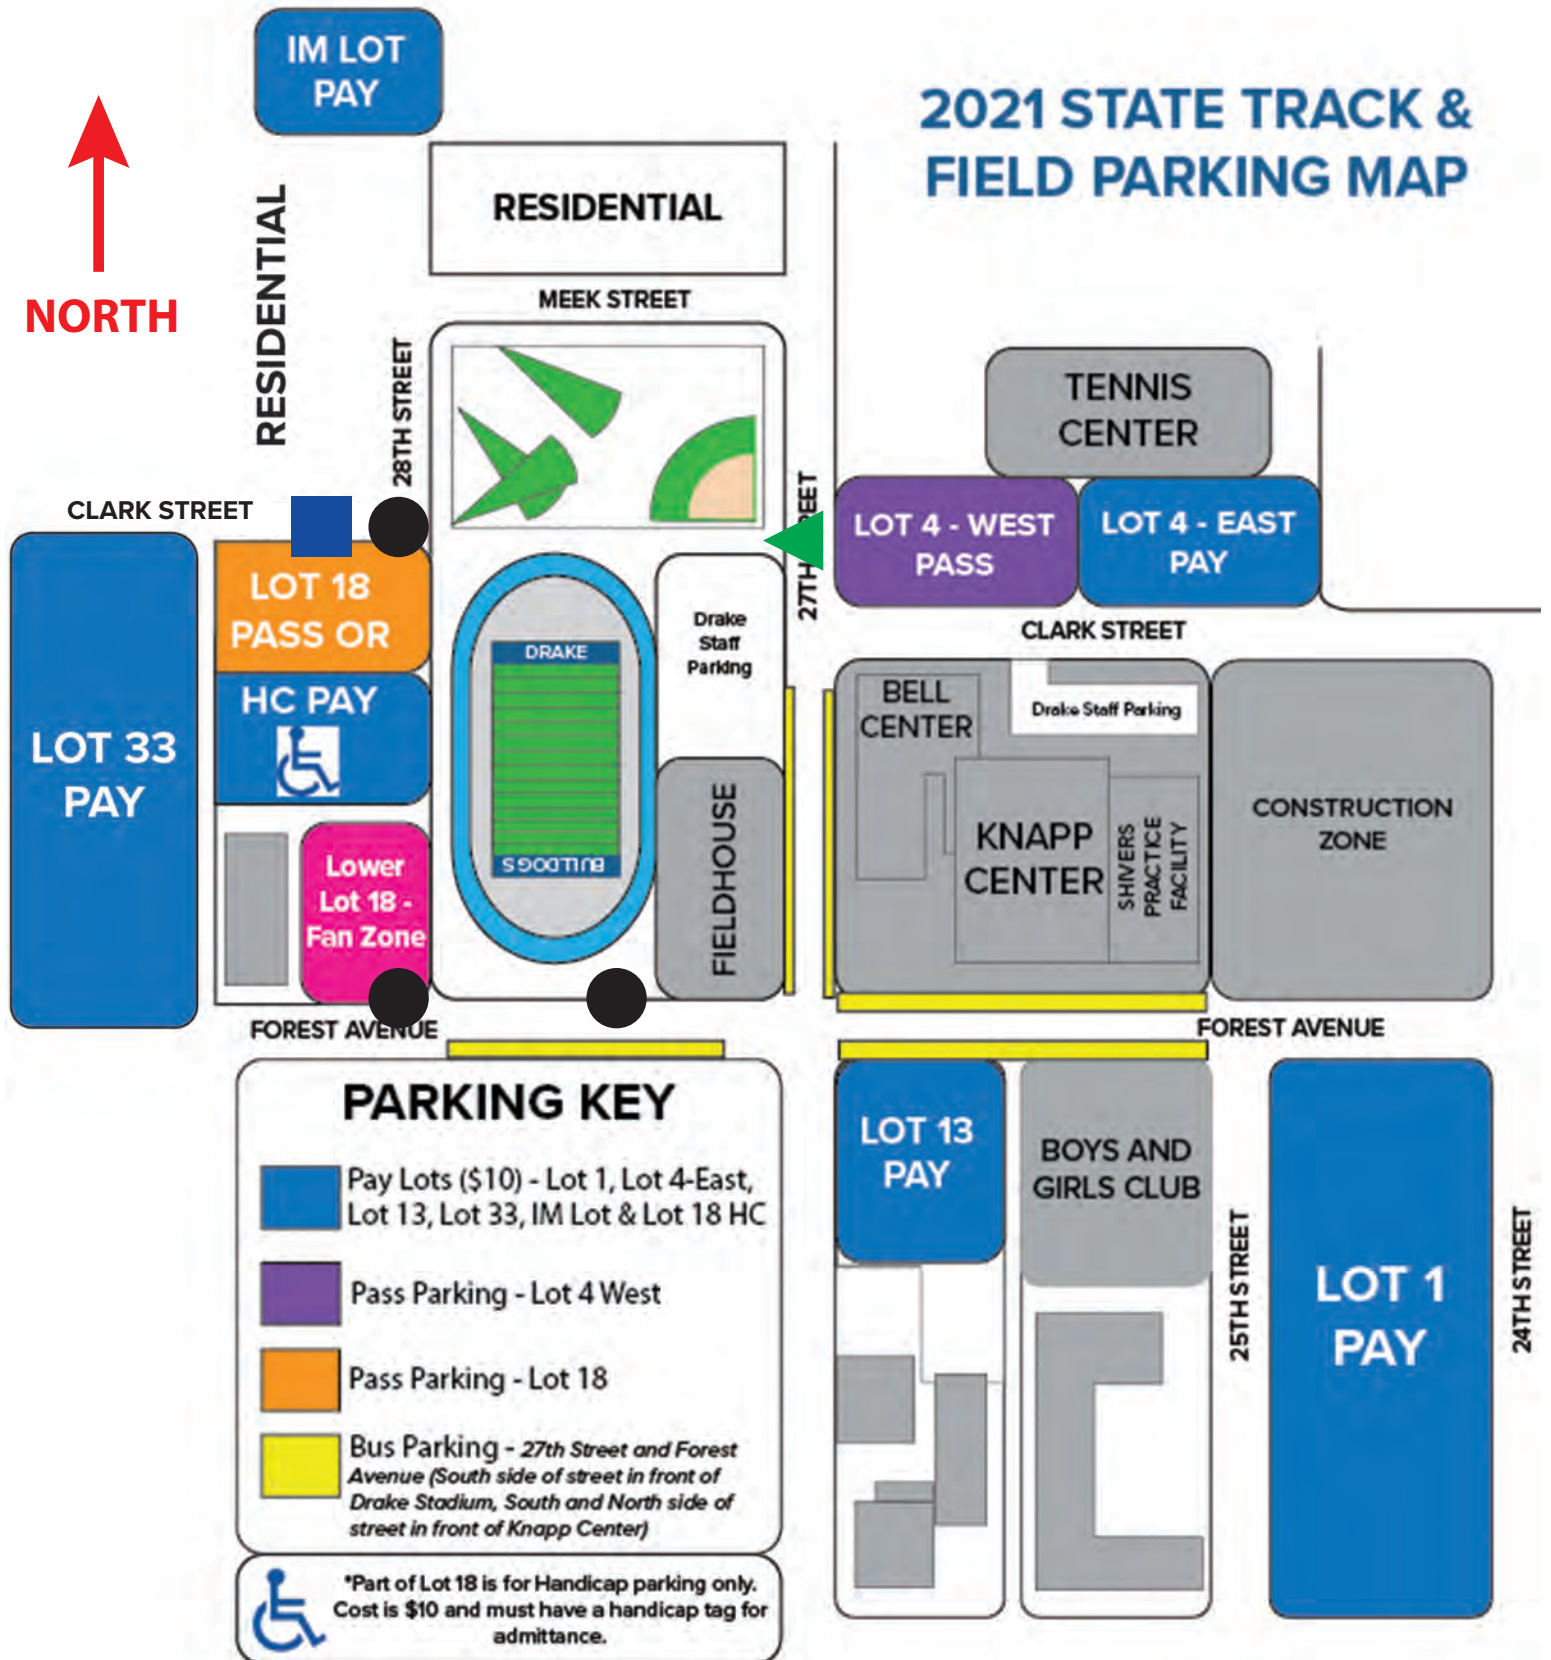 IM LOT
PAY
2021 STATE TRACK &
FIELD PARKING MAP
NORTH
RESIDENTIAL
RESIDENTIAL
MEEK STREET
28TH STREET
TENNIS
CENTER
CLARK STREET
27TH
EET
LOT 4 - WEST
PASS
LOT 4 - EAST
PAY
LOT 18
PASS OR
HC PAY
LOT 33
PAY
Lower
Lot 18 -
Fan Zone
DRAKE
BULLDOGS
Drake
Staff
Parking
FIELDHOUSE
CLARK STREET
BELL
CENTER
Drake Staff Parking
KNAPP
CENTER
SHIVERS
PRACTICE
FACILITY
CONSTRUCTION
ZONE
FOREST AVENUE
FOREST AVENUE
PARKING KEY
Pay Lots ($10) - Lot 1, Lot 4-East,
Lot 13, Lot 33, IM Lot & Lot 18 HC
Pass Parking - Lot 4 West
Pass Parking - Lot 18
Bus Parking - 27th Street and Forest
Avenue (South side of street in front of
Drake Stadium, South and North side of
street in front of Knapp Center)
*Part of Lot 18 is for Handicap parking only.
Cost is $10 and must have a handicap tag for
admittance.
LOT 13
PAY
BOYS AND
GIRLS CLUB
25TH STREET
LOT 1
PAY
24TH STREET